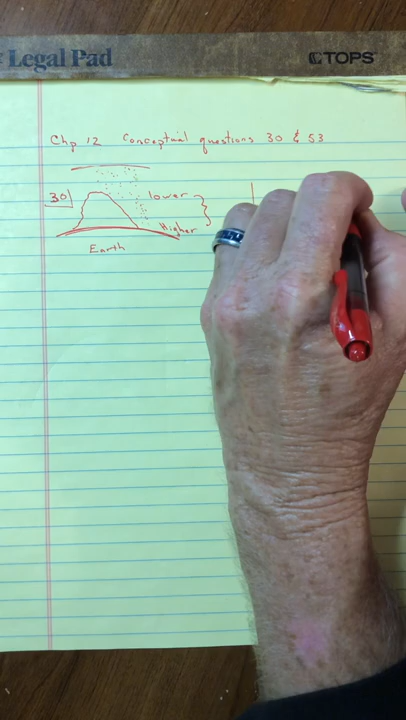 Legal Pad
TOPS
Chp 12 Conceptual questions 30 & 53
30
lower
Higher
Earth